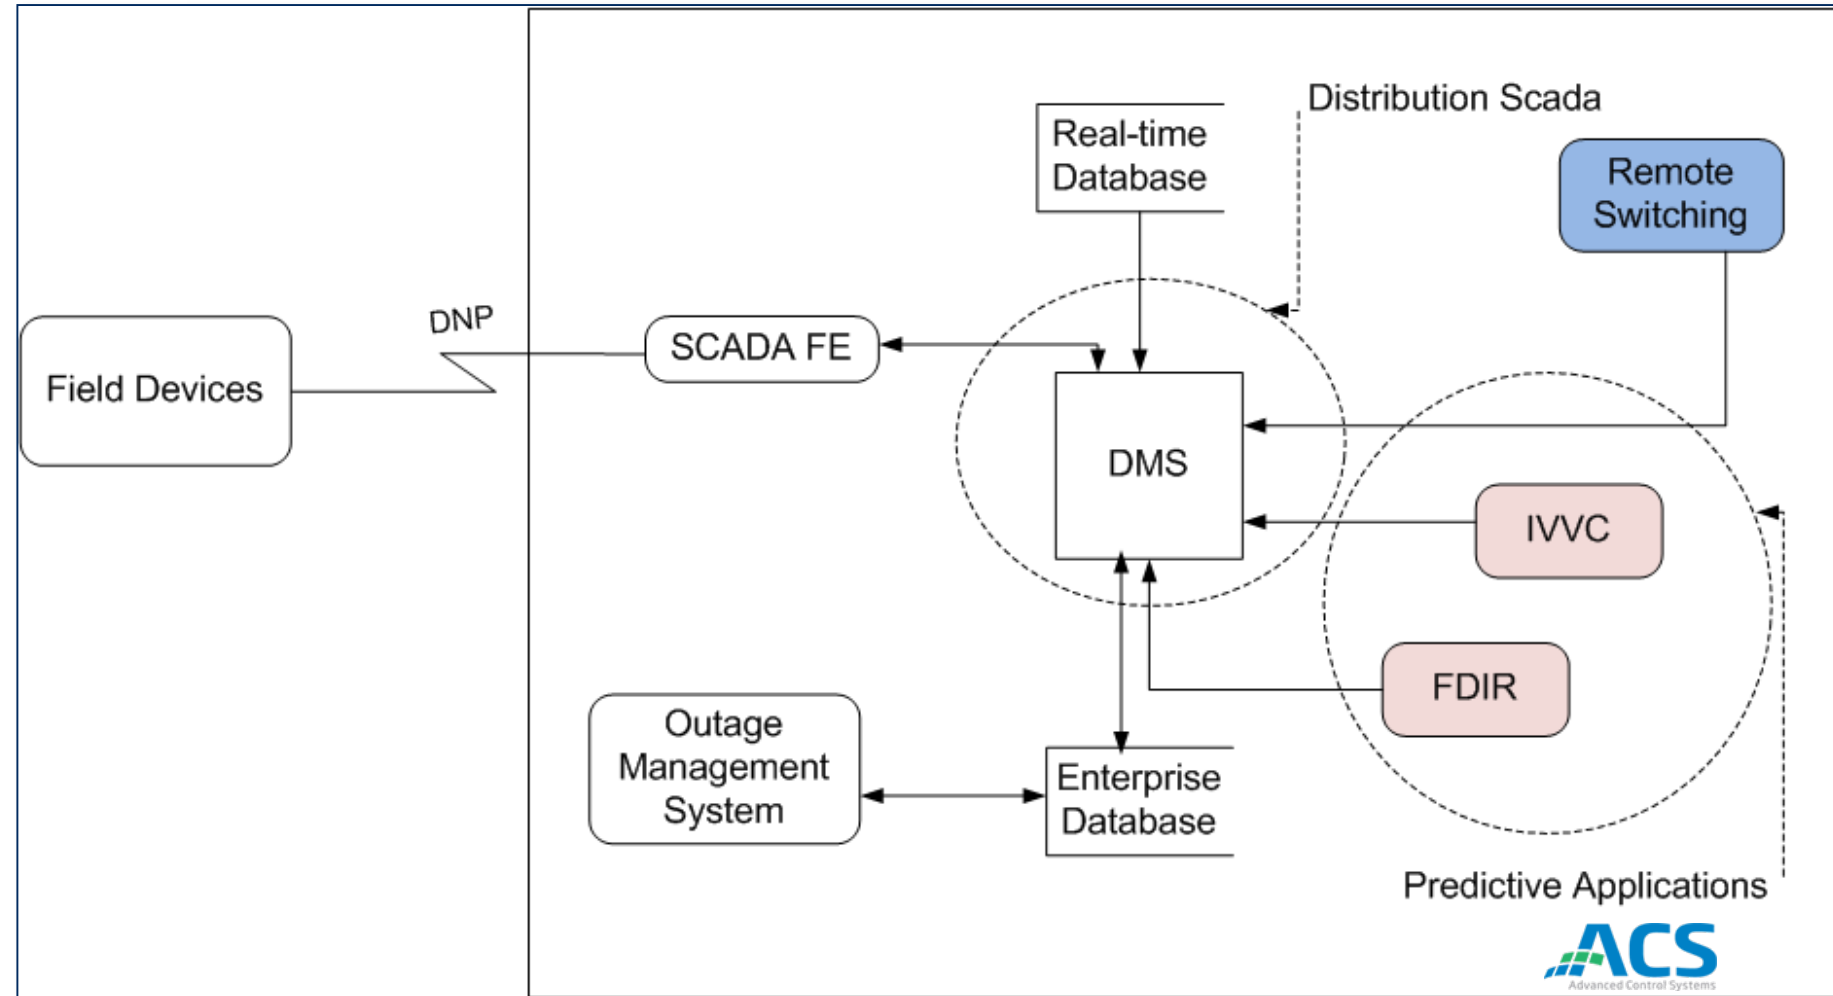 Distribution Scada
Real-time
Database
Remote
Switching
DNP
SCADA FE
Field Devices
DMS
IVVC
FDIR
Outage
Management
System
Enterprise
Database
Predictive Applications
ACS
Advanced Control Systems